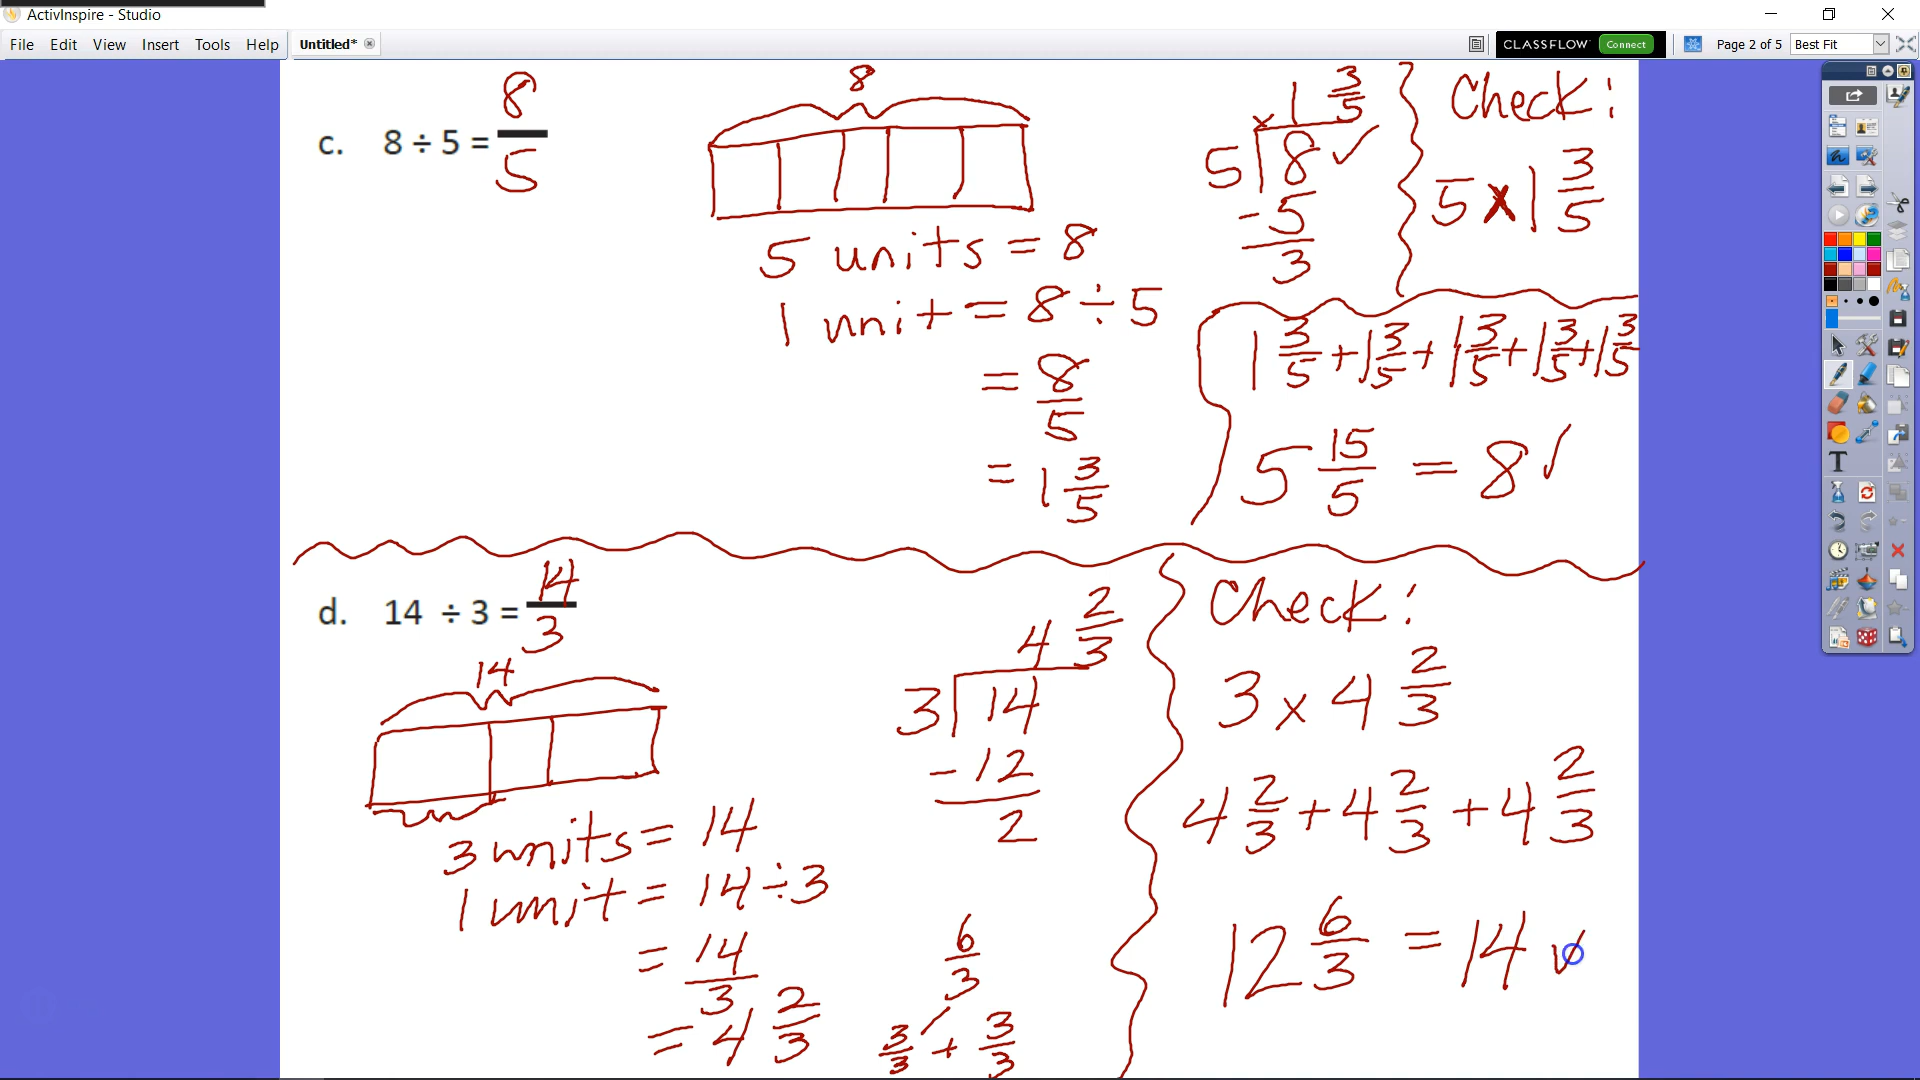 ActivInspire - Studio
File Edit View Insert Tools Help Untitled* CLASSFLOW Connect Page 2 of 5 Best Fit
c. 8 ÷ 5 = 8/5
8
5 units = 8
1 unit = 8 ÷ 5
= 8/5
= 1 3/5
× 1 3/5
5 8 ✓
- 5
3
Check:
5 × 1 3/5
1 3/5 + 1 3/5 + 1 3/5 + 1 3/5 + 1 3/5
5 15/5 = 8 ✓
d. 14 ÷ 3 = 14/3
14
3 units = 14
1 unit = 14 ÷ 3
= 14/3
= 4 2/3
4 2/3
3 14
- 12
2
6/3
3/3 + 3/3
Check:
3 × 4 2/3
4 2/3 + 4 2/3 + 4 2/3
12 6/3 = 14 ✓
T